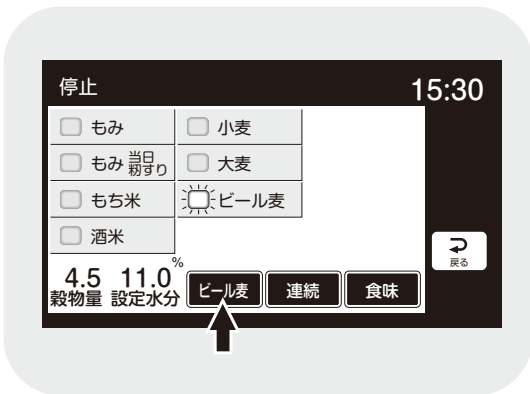 停止 15:30
もみ 小麦
もみ 当日籾すり 大麦
もち米 ビール麦
酒米
戻る
4.5 11.0%
穀物量 設定水分 ビール麦 連続 食味